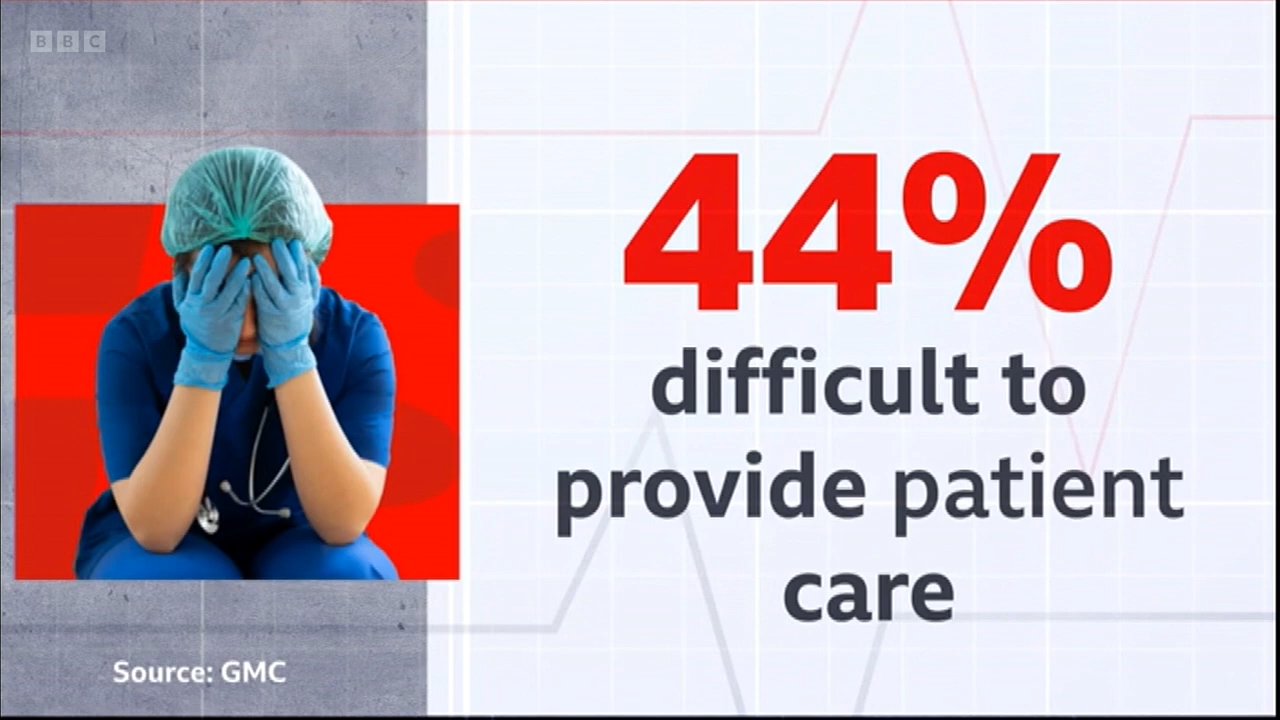 BBC
44%
difficult to
provide patient
care
Source: GMC